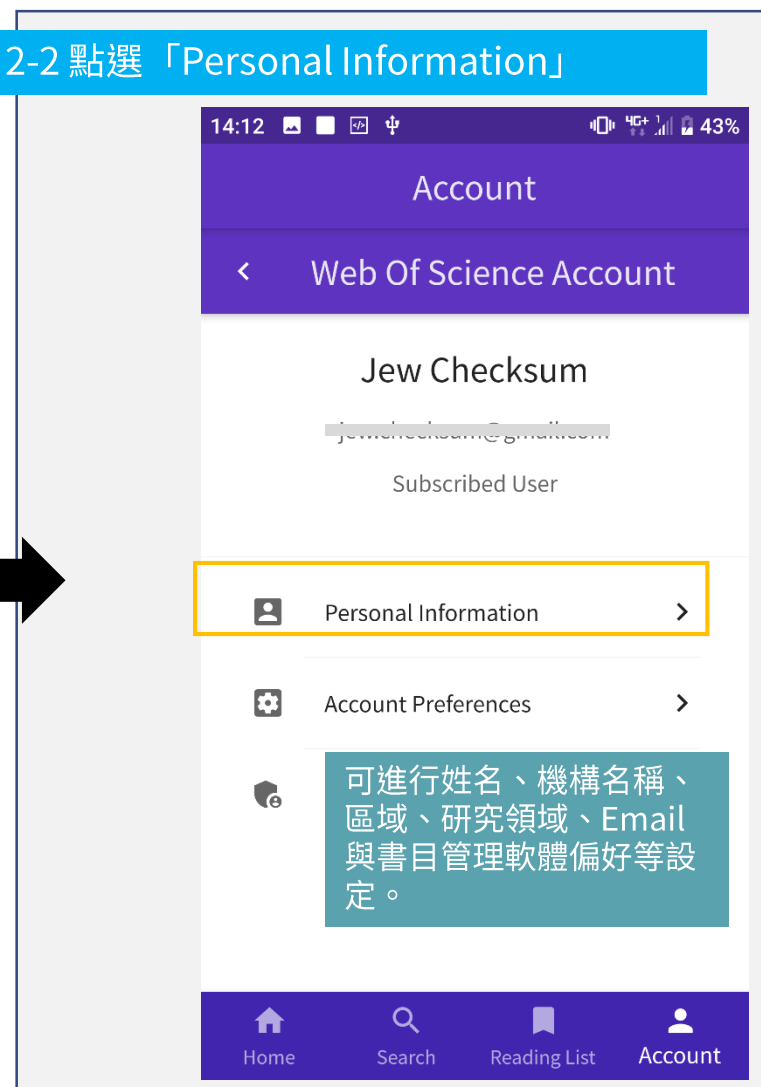 2-2 點選「Personal Information」
14:12 4G+ 43%
Account
Web Of Science Account
Jew Checksum
Subscribed User
Personal Information
Account Preferences
可進行姓名、機構名稱、
區域、研究領域、Email
與書目管理軟體偏好等設
定。
Home Search Reading List Account